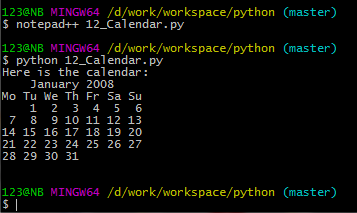 123@NB MINGW64 /d/work/workspace/python (master)
$ notepad++ 12_Calendar.py

123@NB MINGW64 /d/work/workspace/python (master)
$ python 12_Calendar.py
Here is the calendar:
    January 2008
Mo Tu We Th Fr Sa Su
    1  2  3  4  5  6
 7  8  9 10 11 12 13
14 15 16 17 18 19 20
21 22 23 24 25 26 27
28 29 30 31


123@NB MINGW64 /d/work/workspace/python (master)
$